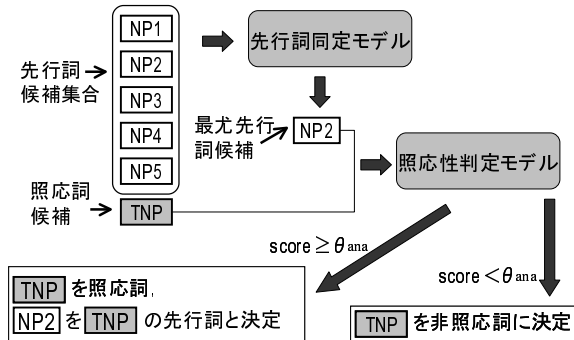 NP1
NP2
NP3
NP4
NP5
先行詞
候補集合
先行詞同定モデル
最尤先行
詞候補
NP2
照応性判定モデル
照応詞
候補
TNP
score≥θana
score<θana
TNP を照応詞,
NP2 を TNP の先行詞と決定
TNP を非照応詞に決定